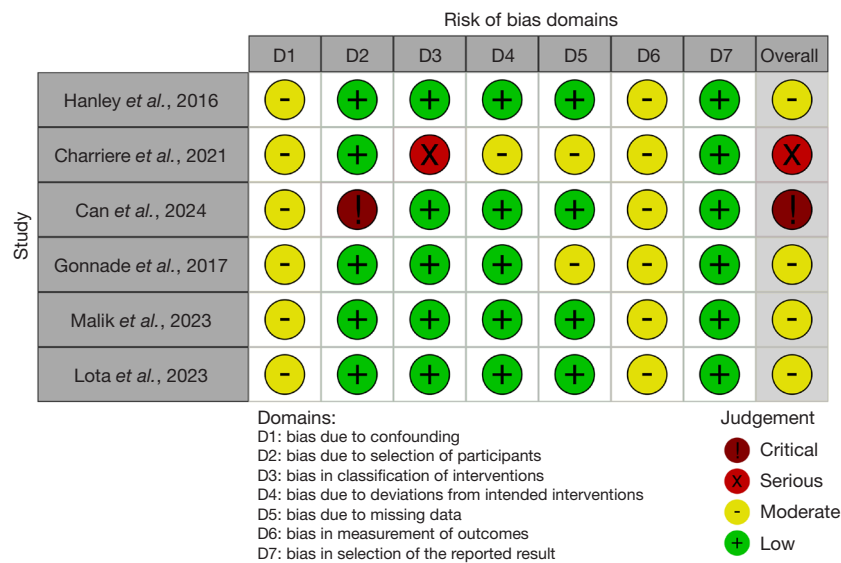 Risk of bias domains
D1 D2 D3 D4 D5 D6 D7 Overall
Study
Hanley et al., 2016 - + + + + - + -
Charriere et al., 2021 - + X - - - + X
Can et al., 2024 - ! + + + - + !
Gonnade et al., 2017 - + + + - - + -
Malik et al., 2023 - + + + + - + -
Lota et al., 2023 - + + + + - + -
Domains:
D1: bias due to confounding
D2: bias due to selection of participants
D3: bias in classification of interventions
D4: bias due to deviations from intended interventions
D5: bias due to missing data
D6: bias in measurement of outcomes
D7: bias in selection of the reported result
Judgement
! Critical
X Serious
- Moderate
+ Low